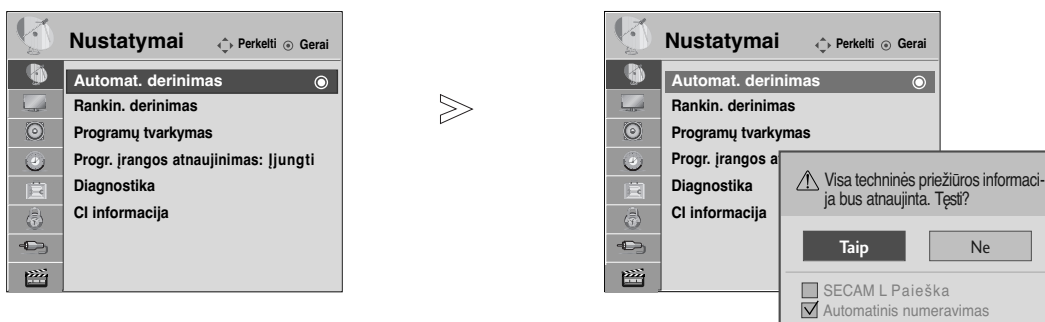 Nustatymai Perkelti Gerai
Automat. derinimas
Rankin. derinimas
Programų tvarkymas
Progr. įrangos atnaujinimas: Įjungti
Diagnostika
CI informacija
Nustatymai Perkelti Gerai
Automat. derinimas
Rankin. derinimas
Programų tvarkymas
Progr. įrangos a
Diagnostika
CI informacija
Visa techninės priežiūros informaci-
ja bus atnaujinta. Tęsti?
Taip Ne
SECAM L Paieška
Automatinis numeravimas